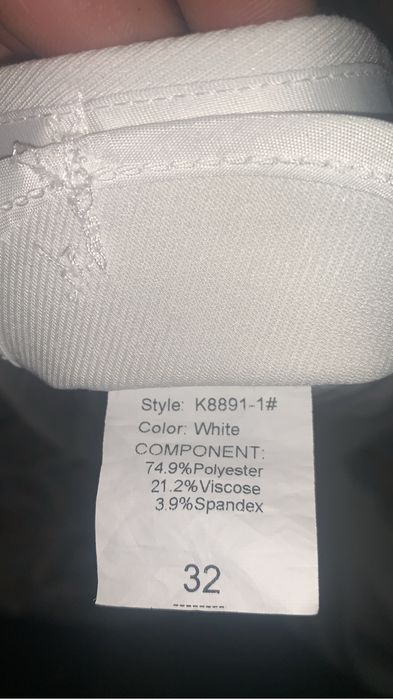 Style: K8891-1#
Color: White
COMPONENT:
74.9%Polyester
21.2%Viscose
3.9%Spandex
32